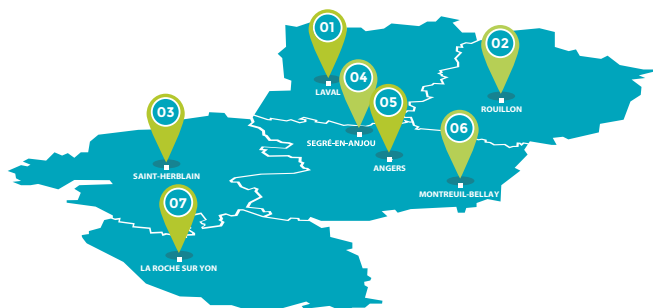 01
LAVAL
02
ROUILLON
03
SAINT-HERBLAIN
04
SEGRÉ-EN-ANJOU
05
ANGERS
06
MONTREUIL-BELLAY
07
LA ROCHE SUR YON